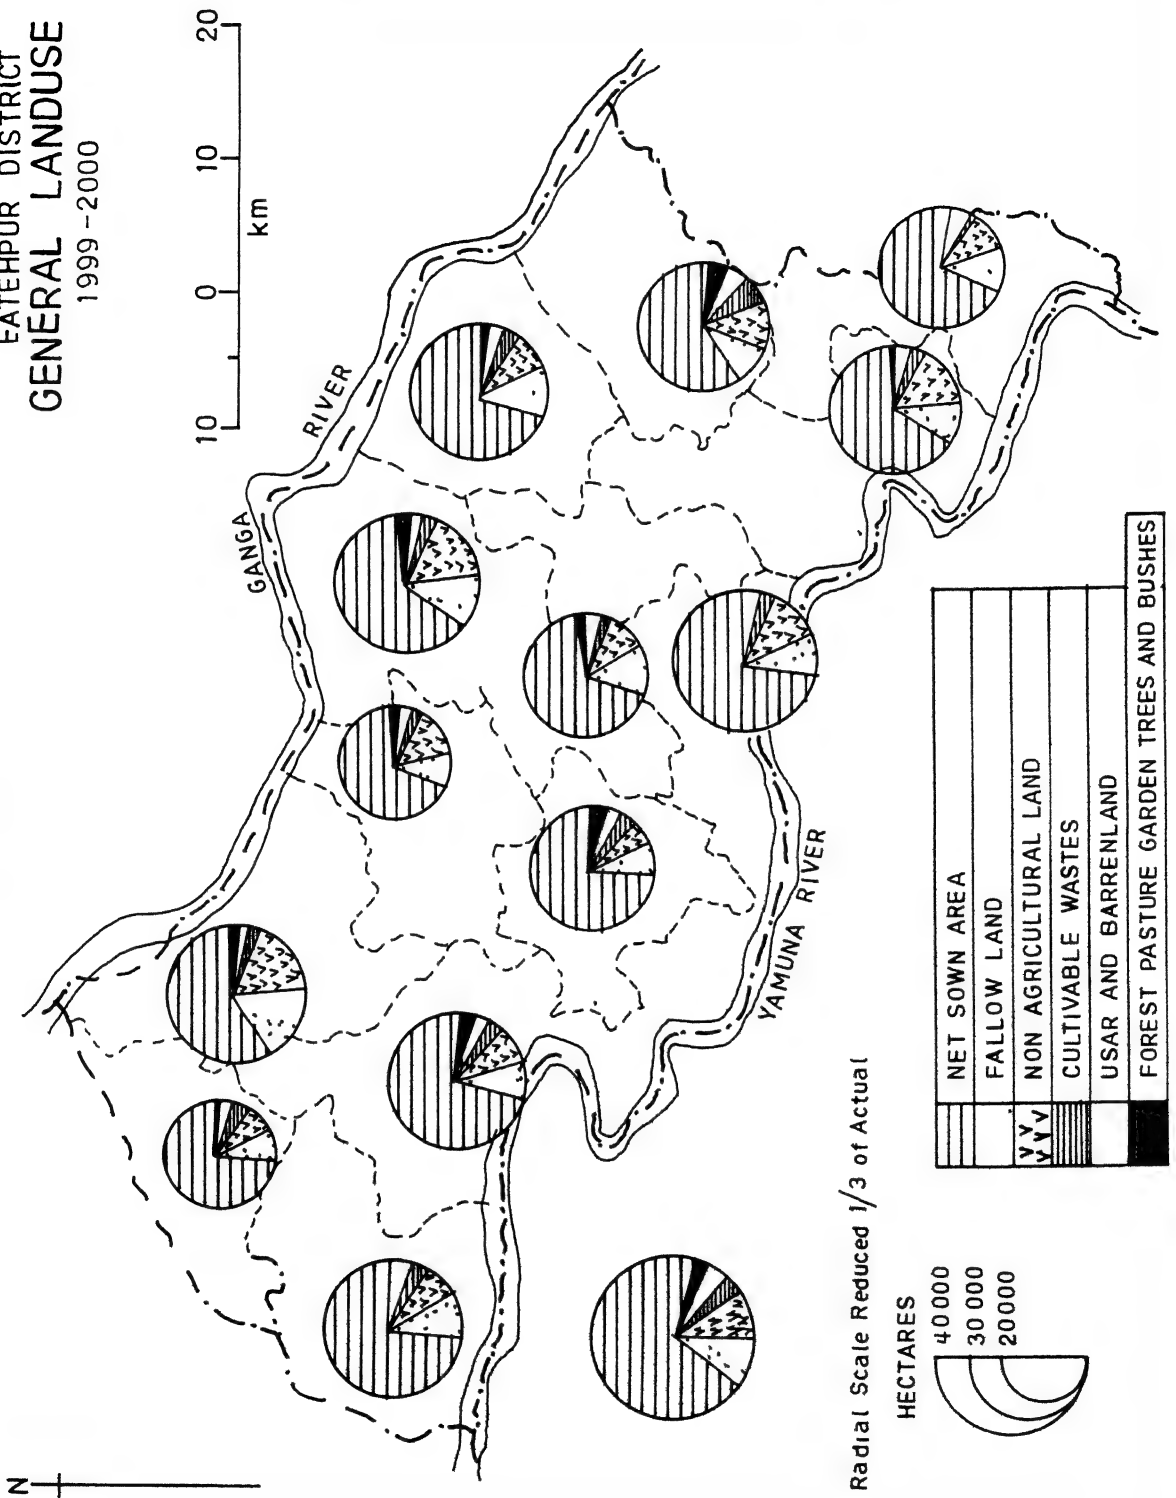 FATEHPUR DISTRICT
GENERAL LANDUSE
1999-2000
10 0 10 20
km
N
GANGA RIVER
YAMUNA RIVER
Radial Scale Reduced 1/3 of Actual
HECTARES
40000
30000
20000
NET SOWN AREA
FALLOW LAND
NON AGRICULTURAL LAND
CULTIVABLE WASTES
USAR AND BARRENLAND
FOREST PASTURE GARDEN TREES AND BUSHES